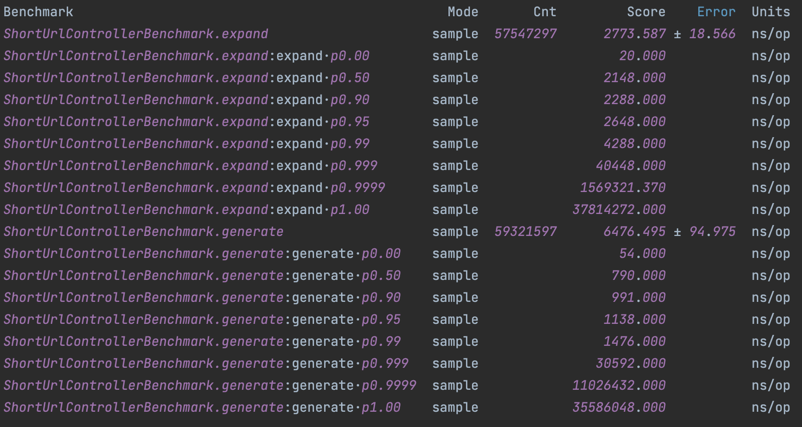 Benchmark Mode Cnt Score Error Units
ShortUrlControllerBenchmark.expand sample 57547297 2773.587 ± 18.566 ns/op
ShortUrlControllerBenchmark.expand:expand·p0.00 sample 20.000 ns/op
ShortUrlControllerBenchmark.expand:expand·p0.50 sample 2148.000 ns/op
ShortUrlControllerBenchmark.expand:expand·p0.90 sample 2288.000 ns/op
ShortUrlControllerBenchmark.expand:expand·p0.95 sample 2648.000 ns/op
ShortUrlControllerBenchmark.expand:expand·p0.99 sample 4288.000 ns/op
ShortUrlControllerBenchmark.expand:expand·p0.999 sample 40448.000 ns/op
ShortUrlControllerBenchmark.expand:expand·p0.9999 sample 1569321.370 ns/op
ShortUrlControllerBenchmark.expand:expand·p1.00 sample 37814272.000 ns/op
ShortUrlControllerBenchmark.generate sample 59321597 6476.495 ± 94.975 ns/op
ShortUrlControllerBenchmark.generate:generate·p0.00 sample 54.000 ns/op
ShortUrlControllerBenchmark.generate:generate·p0.50 sample 790.000 ns/op
ShortUrlControllerBenchmark.generate:generate·p0.90 sample 991.000 ns/op
ShortUrlControllerBenchmark.generate:generate·p0.95 sample 1138.000 ns/op
ShortUrlControllerBenchmark.generate:generate·p0.99 sample 1476.000 ns/op
ShortUrlControllerBenchmark.generate:generate·p0.999 sample 30592.000 ns/op
ShortUrlControllerBenchmark.generate:generate·p0.9999 sample 11026432.000 ns/op
ShortUrlControllerBenchmark.generate:generate·p1.00 sample 35586048.000 ns/op